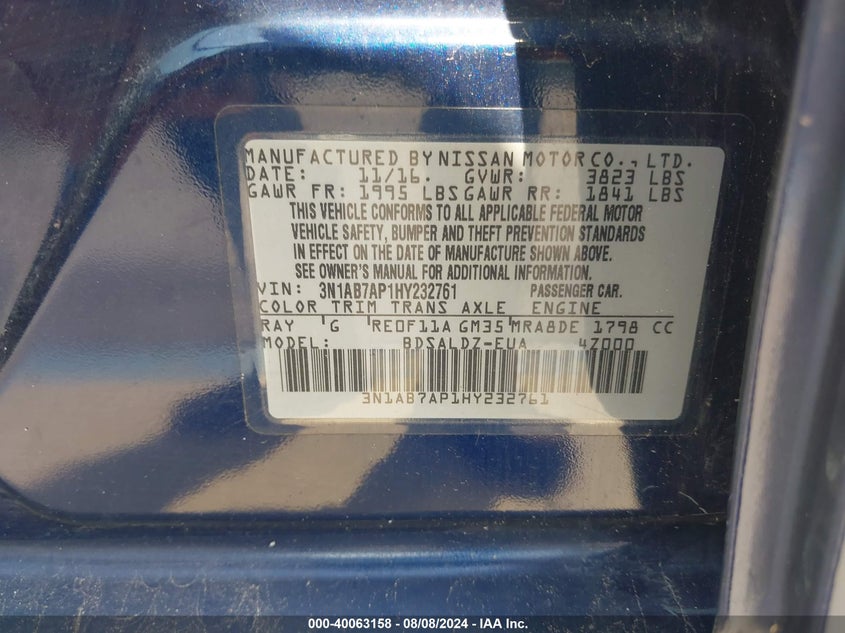 MANUFACTURED BY NISSAN MOTOR CO., LTD.
DATE: 11/16. GVWR: 3823 LBS
GAWR FR: 1995 LBS GAWR RR: 1841 LBS
THIS VEHICLE CONFORMS TO ALL APPLICABLE FEDERAL MOTOR
VEHICLE SAFETY, BUMPER AND THEFT PREVENTION STANDARDS
IN EFFECT ON THE DATE OF MANUFACTURE SHOWN ABOVE.
SEE OWNER'S MANUAL FOR ADDITIONAL INFORMATION.
VIN: 3N1AB7AP1HY232761 PASSENGER CAR.
COLOR TRIM TRANS AXLE ENGINE
RAY G RE0F11A GM35 MRA8DE 1798 CC
MODEL: BDSALDZ-EUA 4Z000
3N1AB7AP1HY232761
000-40063158 - 08/08/2024 - IAA Inc.